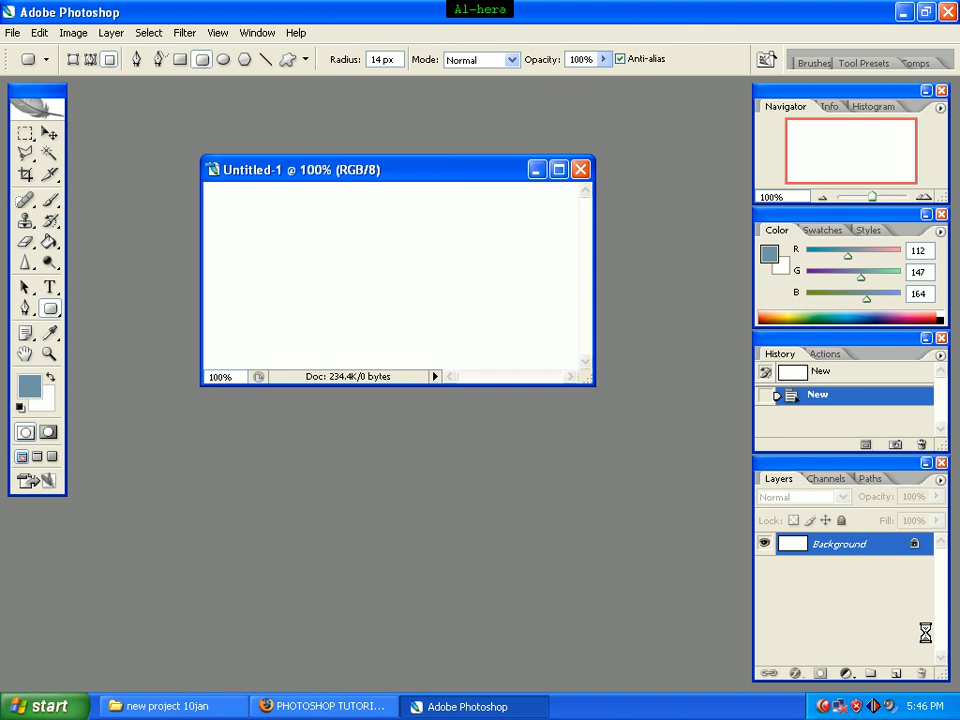 Al-hera
Adobe Photoshop
File Edit Image Layer Select Filter View Window Help
Radius: 14 px Mode: Normal Opacity: 100% Anti-alias
Brushes Tool Presets Comps
Untitled-1 @ 100% (RGB/8)
100% Doc: 234.4K/0 bytes
Navigator Info Histogram
100%
Color Swatches Styles
R 112
G 147
B 164
History Actions
New
New
Layers Channels Paths
Normal Opacity: 100%
Lock: Fill: 100%
Background
start new project 10jan PHOTOSHOP TUTORI... Adobe Photoshop 5:46 PM